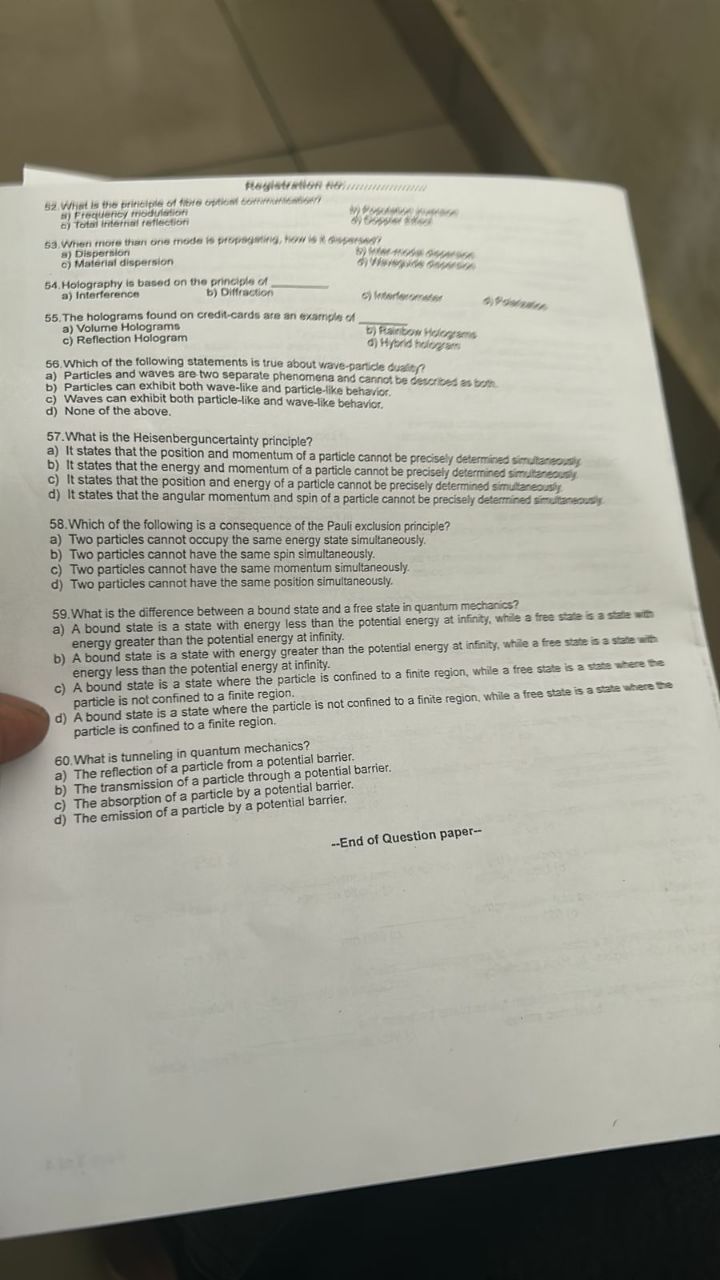 Registration no:....................
52.What is the principle of fibre optical communication?
a) Frequency modulation b) Population inversion
c) Total internal reflection d) Doppler Effect
53.When more than one mode is propagating, how is it dispersed?
a) Dispersion b) Inter-modal dispersion
c) Material dispersion d) Waveguide dispersion
54.Holography is based on the principle of __________
a) Interference b) Diffraction c) Interferometer d) Polarization
55.The holograms found on credit-cards are an example of __________
a) Volume Holograms b) Rainbow Holograms
c) Reflection Hologram d) Hybrid hologram
56.Which of the following statements is true about wave-particle duality?
a) Particles and waves are two separate phenomena and cannot be described as both.
b) Particles can exhibit both wave-like and particle-like behavior.
c) Waves can exhibit both particle-like and wave-like behavior.
d) None of the above.
57.What is the Heisenberguncertainty principle?
a) It states that the position and momentum of a particle cannot be precisely determined simultaneously.
b) It states that the energy and momentum of a particle cannot be precisely determined simultaneously.
c) It states that the position and energy of a particle cannot be precisely determined simultaneously.
d) It states that the angular momentum and spin of a particle cannot be precisely determined simultaneously.
58.Which of the following is a consequence of the Pauli exclusion principle?
a) Two particles cannot occupy the same energy state simultaneously.
b) Two particles cannot have the same spin simultaneously.
c) Two particles cannot have the same momentum simultaneously.
d) Two particles cannot have the same position simultaneously.
59.What is the difference between a bound state and a free state in quantum mechanics?
a) A bound state is a state with energy less than the potential energy at infinity, while a free state is a state with
energy greater than the potential energy at infinity.
b) A bound state is a state with energy greater than the potential energy at infinity, while a free state is a state with
energy less than the potential energy at infinity.
c) A bound state is a state where the particle is confined to a finite region, while a free state is a state where the
particle is not confined to a finite region.
d) A bound state is a state where the particle is not confined to a finite region, while a free state is a state where the
particle is confined to a finite region.
60.What is tunneling in quantum mechanics?
a) The reflection of a particle from a potential barrier.
b) The transmission of a particle through a potential barrier.
c) The absorption of a particle by a potential barrier.
d) The emission of a particle by a potential barrier.
--End of Question paper--